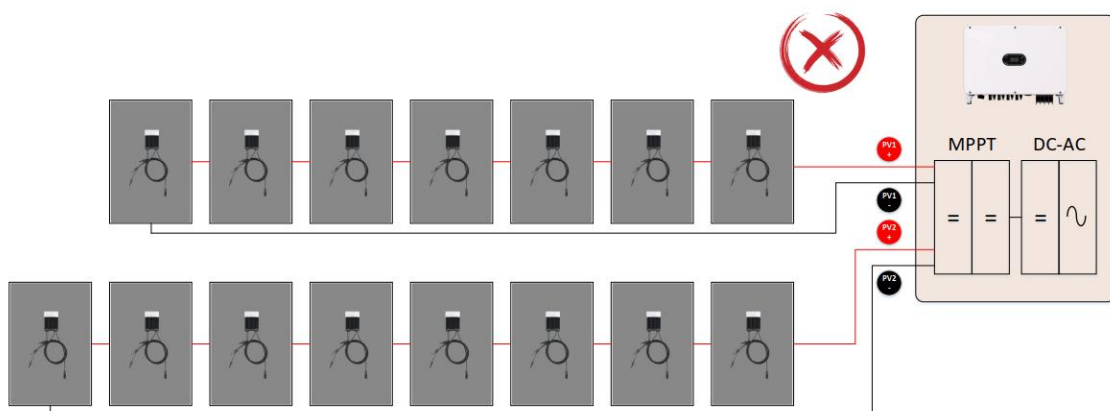 MPPT
DC-AC
PV1
+
PV1
-
PV2
+
PV2
-
=
=
=